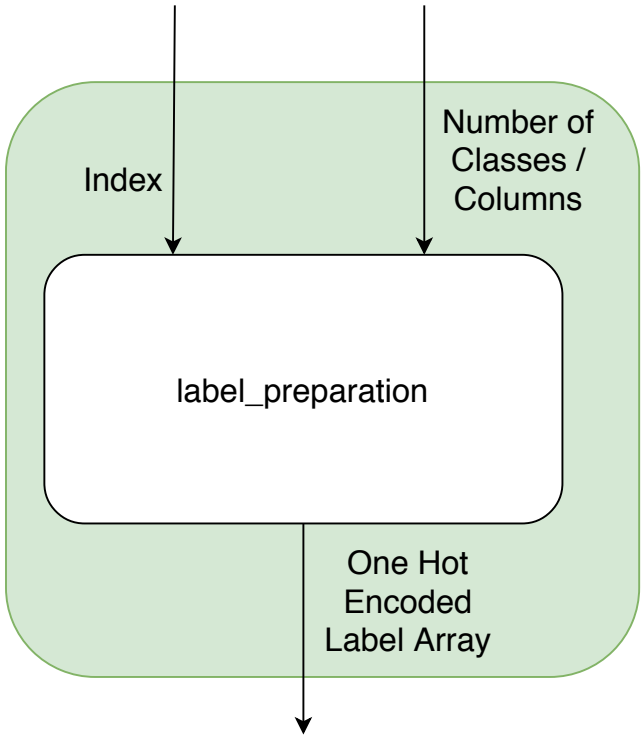 Number of
Classes /
Columns
Index
label_preparation
One Hot
Encoded
Label Array